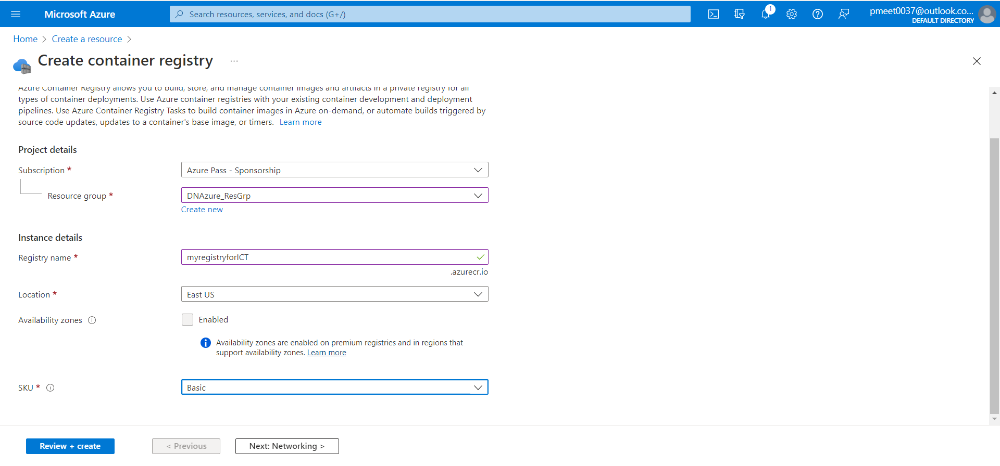 Microsoft Azure
Search resources, services, and docs (G+/)
1
pmeet0037@outlook.co...
DEFAULT DIRECTORY
Home > Create a resource >
Create container registry ...
Azure Container Registry allows you to build, store, and manage container images and artifacts in a private registry for all
types of container deployments. Use Azure container registries with your existing container development and deployment
pipelines. Use Azure Container Registry Tasks to build container images in Azure on-demand, or automate builds triggered by
source code updates, updates to a container's base image, or timers. Learn more
Project details
Subscription * Azure Pass - Sponsorship
Resource group * DNAzure_ResGrp
Create new
Instance details
Registry name * myregistryforICT
.azurecr.io
Location * East US
Availability zones Enabled
Availability zones are enabled on premium registries and in regions that
support availability zones. Learn more
SKU * Basic
Review + create < Previous Next: Networking >